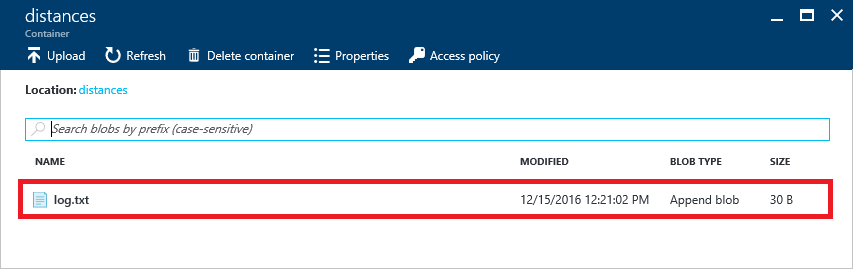 distances
Container
Upload Refresh Delete container Properties Access policy
Location: distances
Search blobs by prefix (case-sensitive)
NAME MODIFIED BLOB TYPE SIZE
log.txt 12/15/2016 12:21:02 PM Append blob 30 B